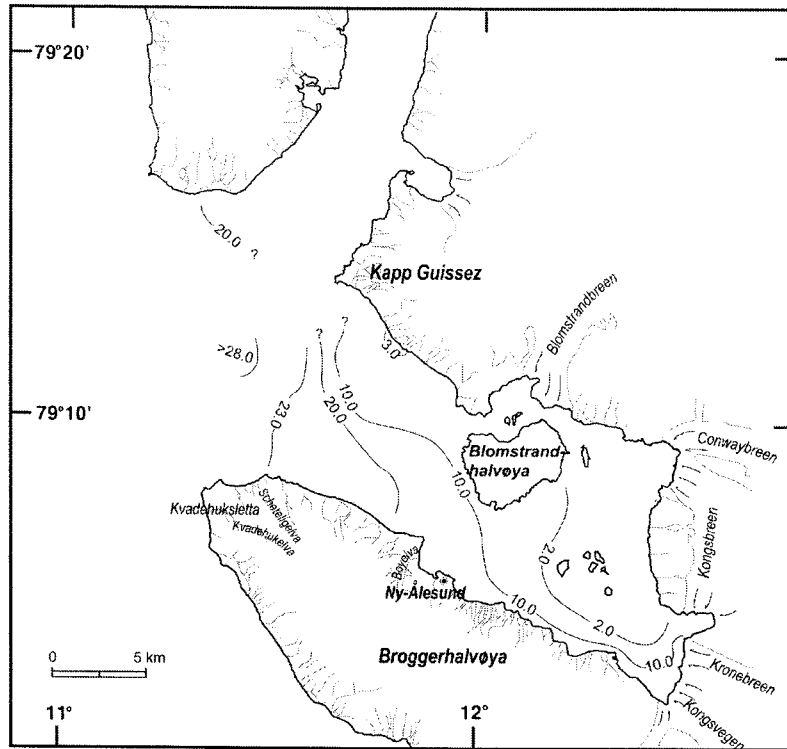 79°20'
20.0 ?
Kapp Guissez
Blomstrandbreen
? ?
3.0
>28.0
79°10'
23.0
20.0
10.0
Conwaybreen
Blomstrand-
halvøya
10.0
Kvadehuksletta
Scheteligelva
Kvadehukelva
Kongsbreen
2.0
Bayelva
Ny-Ålesund
10.0
2.0
Broggerhalvøya
10.0
Kronebreen
0 5 km
Kongsvegen
11° 12°